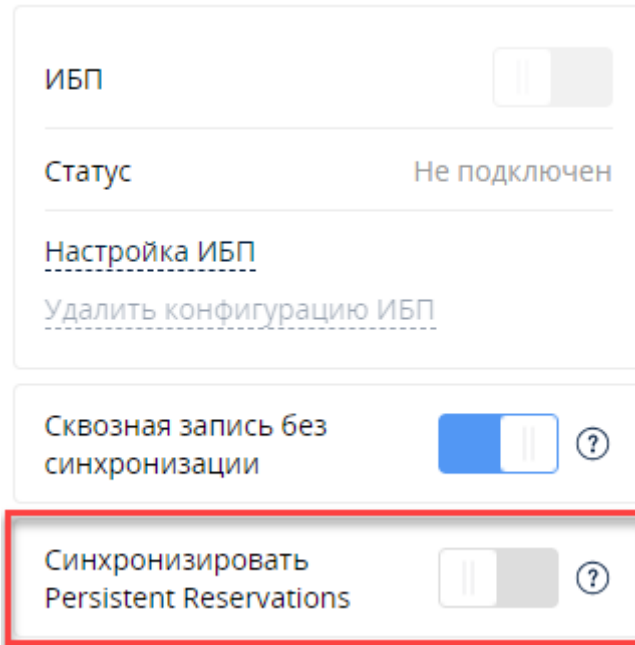 ИБП
Статус Не подключен
Настройка ИБП
Удалить конфигурацию ИБП
Сквозная запись без
синхронизации ?
Синхронизировать
Persistent Reservations ?